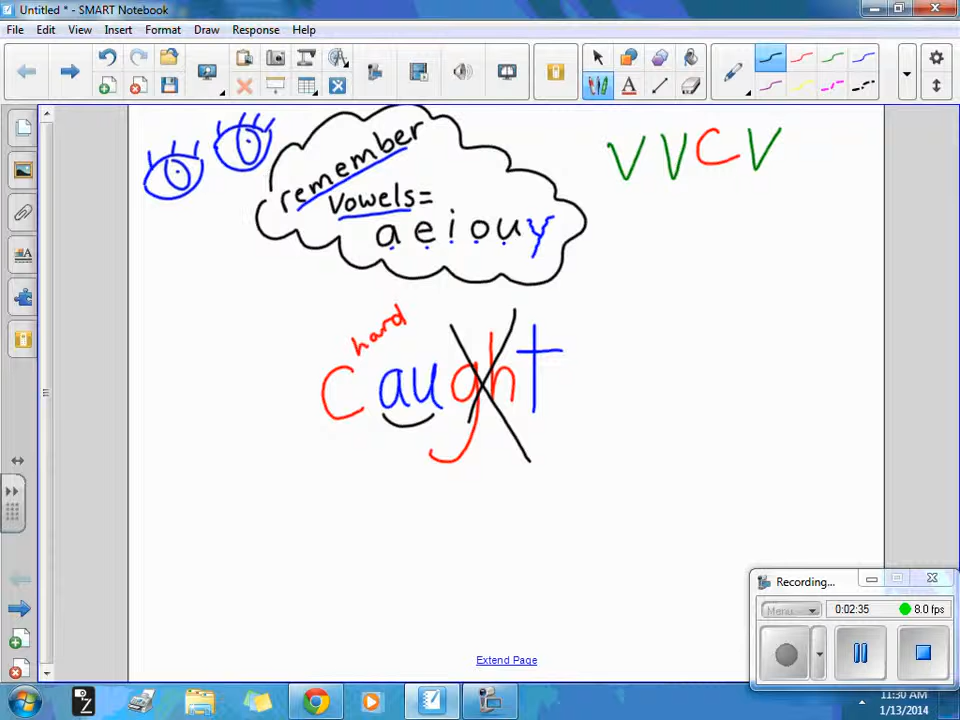 Untitled * - SMART Notebook
File Edit View Insert Format Draw Response Help
remember
Vowels=
a e i o u y
V V C V
hard
caught
Recording...
Menu
0:02:35
8.0 fps
Extend Page
11:30 AM
1/13/2014